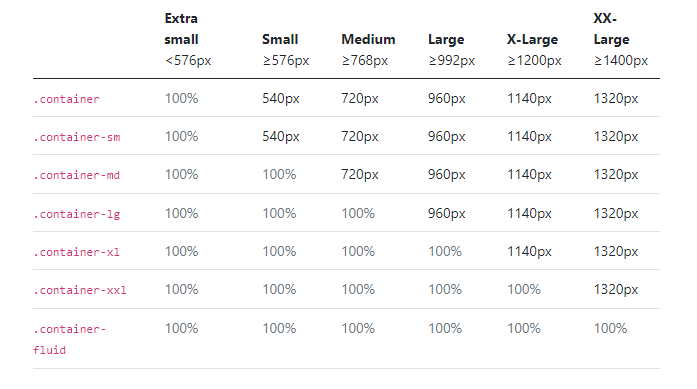 Extra small <576px Small ≥576px Medium ≥768px Large ≥992px X-Large ≥1200px XX-Large ≥1400px
.container 100% 540px 720px 960px 1140px 1320px
.container-sm 100% 540px 720px 960px 1140px 1320px
.container-md 100% 100% 720px 960px 1140px 1320px
.container-lg 100% 100% 100% 960px 1140px 1320px
.container-xl 100% 100% 100% 100% 1140px 1320px
.container-xxl 100% 100% 100% 100% 100% 1320px
.container-fluid 100% 100% 100% 100% 100% 100%